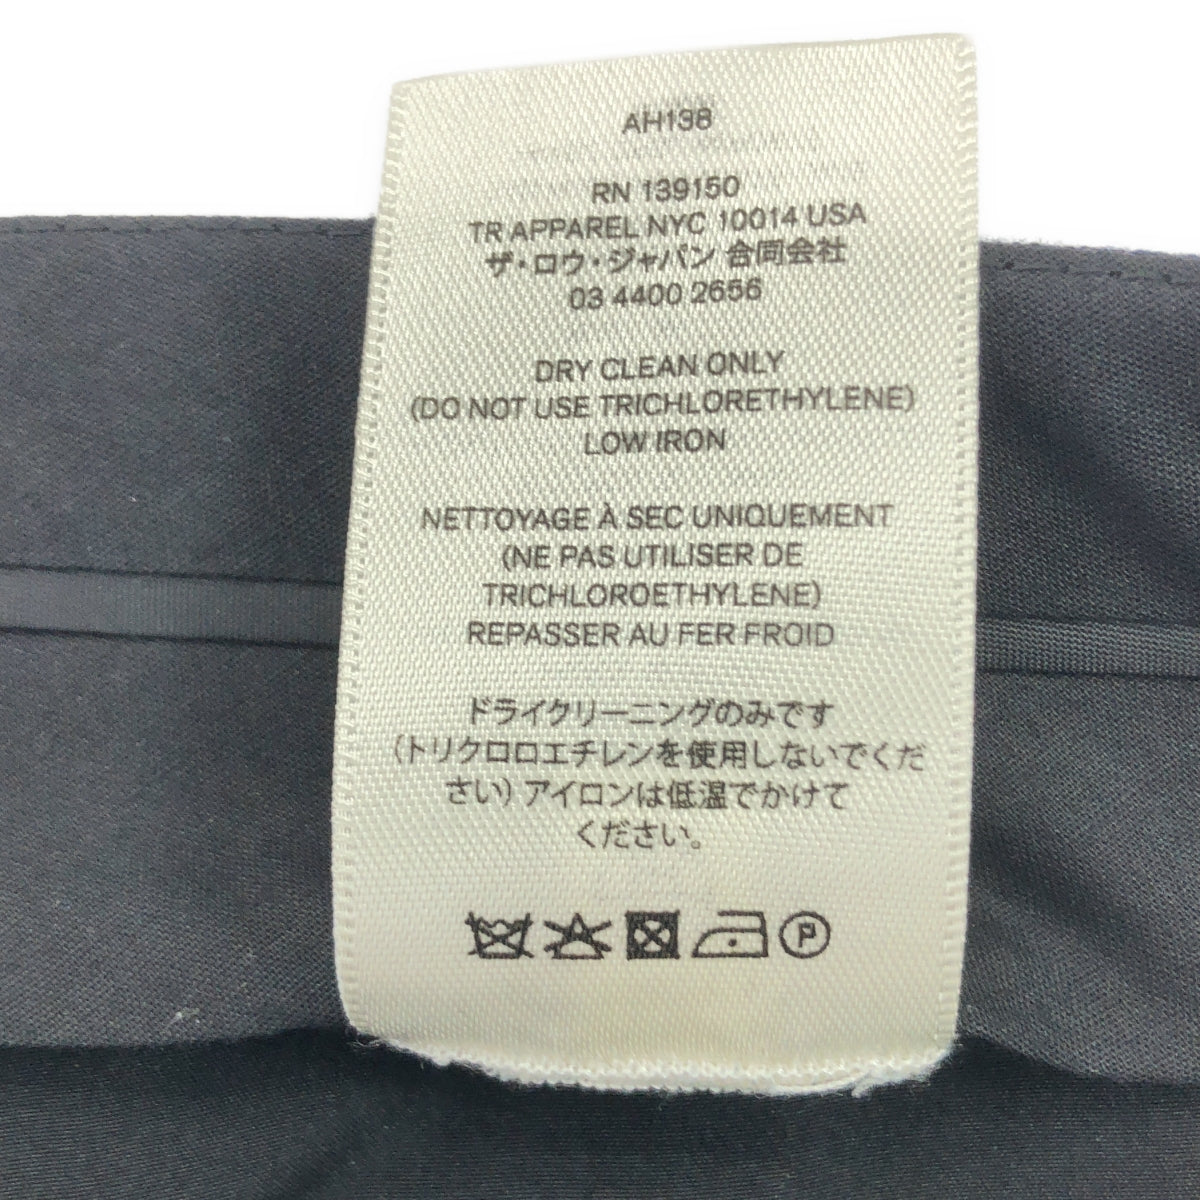 AH138
RN 139150
TR APPAREL NYC 10014 USA
ザ・ロウ・ジャパン 合同会社
03 4400 2656
DRY CLEAN ONLY
(DO NOT USE TRICHLORETHYLENE)
LOW IRON
NETTOYAGE À SEC UNIQUEMENT
(NE PAS UTILISER DE
TRICHLOROETHYLENE)
REPASSER AU FER FROID
ドライクリーニングのみです
(トリクロロエチレンを使用しないでくだ
さい) アイロンは低温でかけて
ください。
P